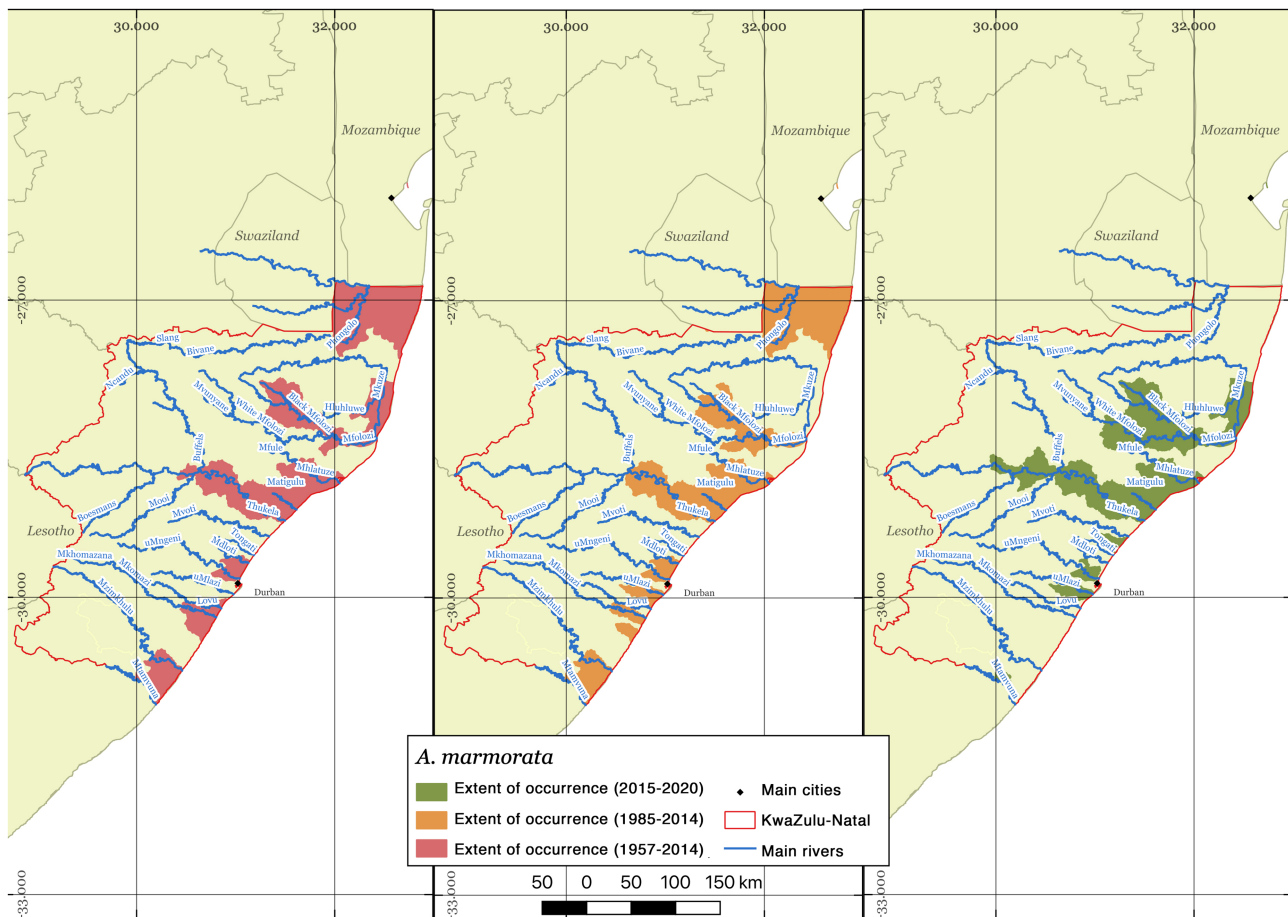 30.000
32.000
Mozambique
Swaziland
-27.000
Phongolo
Slang
Bivane
Ncandu
Mkuze
Mvunyane
Black Mfolozi
White Mfolozi
Hluhluwe
Mfolozi
Mfule
Buffels
Mhlatuze
Matigulu
Thukela
Mooi
Boesmans
Mvoti
Lesotho
Tongati
uMngeni
Mdloti
Mkhomazana
Mkomazi
uMlazi
Mzimkhulu
Lovu
Durban
-30.000
Mtamvuna
-33.000
30.000
32.000
Mozambique
Swaziland
-27.000
Phongolo
Slang
Bivane
Ncandu
Mkuze
Mvunyane
Black Mfolozi
White Mfolozi
Hluhluwe
Mfolozi
Mfule
Buffels
Mhlatuze
Matigulu
Thukela
Mooi
Boesmans
Mvoti
Lesotho
Tongati
uMngeni
Mdloti
Mkhomazana
Mkomazi
uMlazi
Mzimkhulu
Lovu
Durban
-30.000
Mtamvuna
-33.000
30.000
32.000
Mozambique
Swaziland
-27.000
Phongolo
Slang
Bivane
Ncandu
Mkuze
Mvunyane
Black Mfolozi
White Mfolozi
Hluhluwe
Mfolozi
Mfule
Buffels
Mhlatuze
Matigulu
Thukela
Mooi
Boesmans
Mvoti
Lesotho
Tongati
uMngeni
Mdloti
Mkhomazana
Mkomazi
uMlazi
Mzimkhulu
Lovu
Durban
-30.000
Mtamvuna
-33.000
A. marmorata
Extent of occurrence (2015-2020)
Main cities
Extent of occurrence (1985-2014)
KwaZulu-Natal
Extent of occurrence (1957-2014).
Main rivers
50 0 50 100 150 km